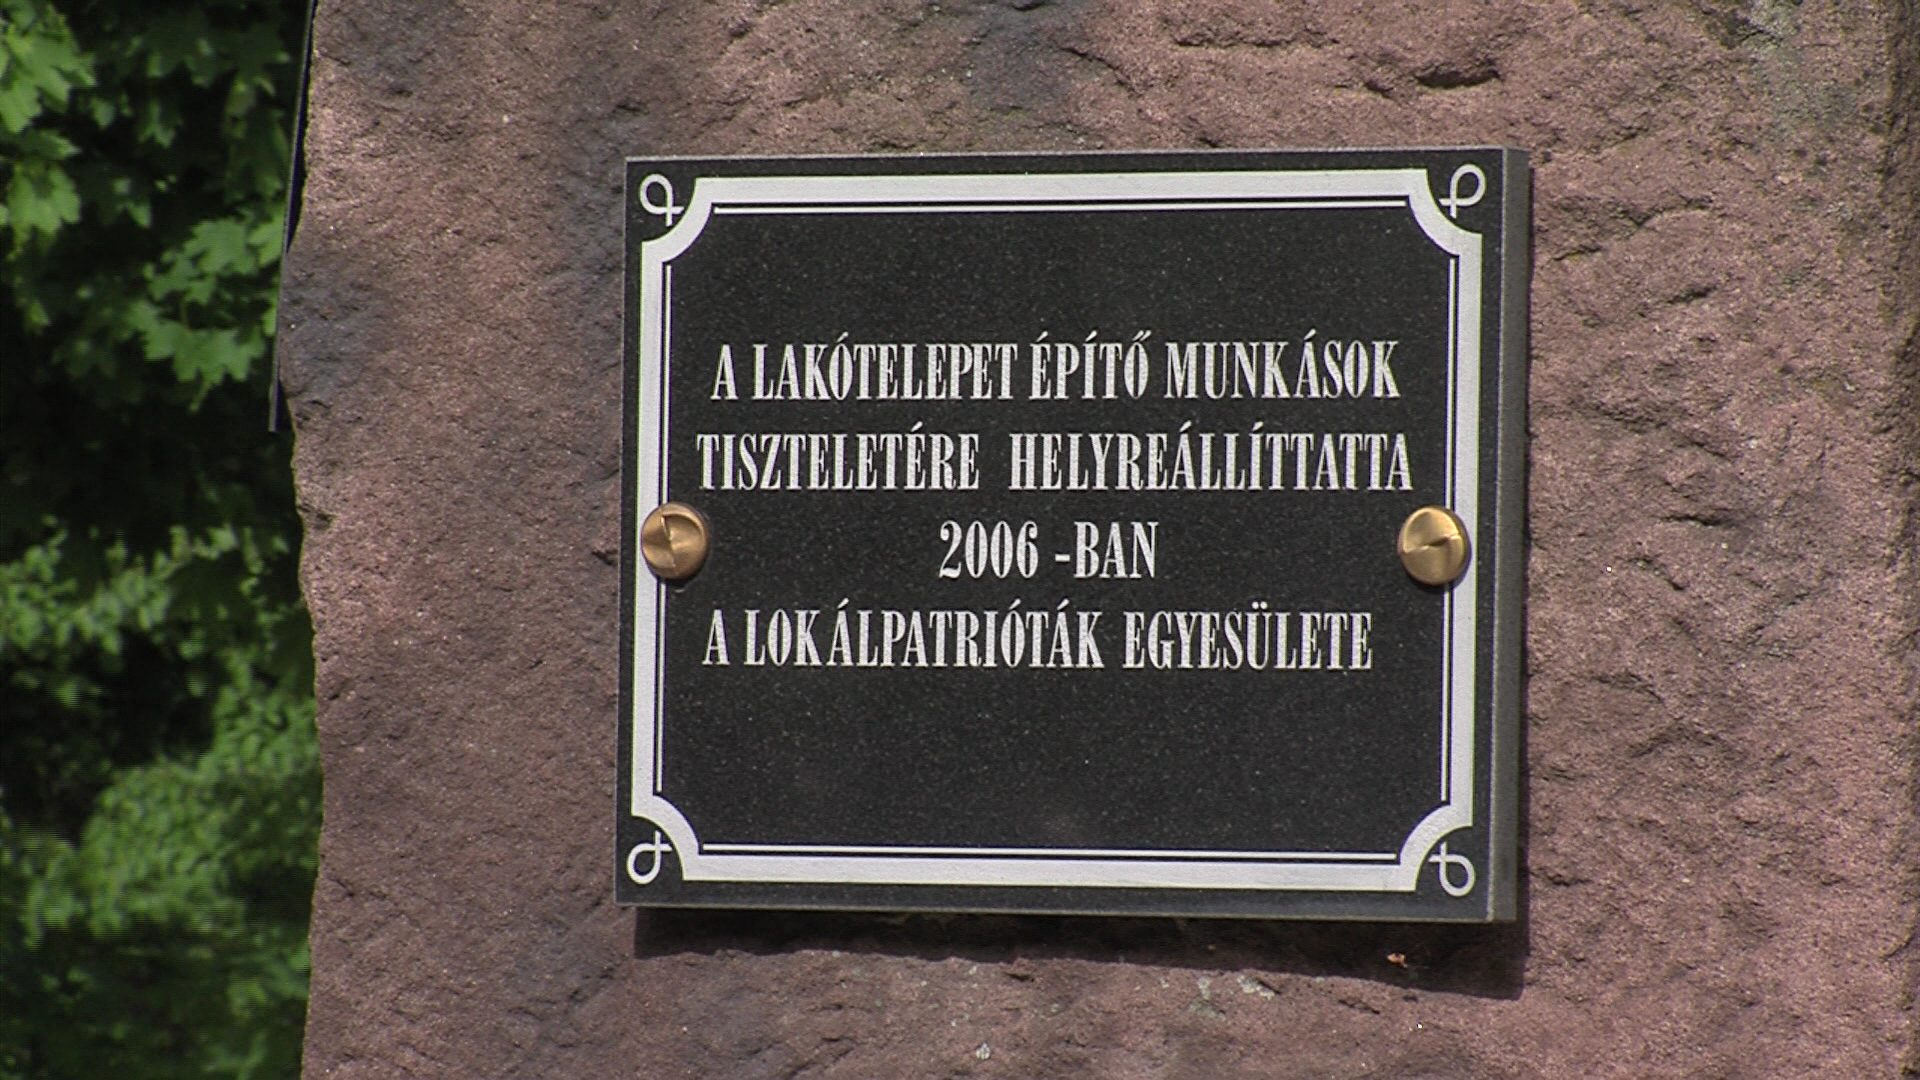 A LAKÓTELEPET ÉPÍTŐ MUNKÁSOK
TISZTELETÉRE HELYREÁLLÍTTATTA
2006 -BAN
A LOKÁLPATRIÓTÁK EGYESÜLETE